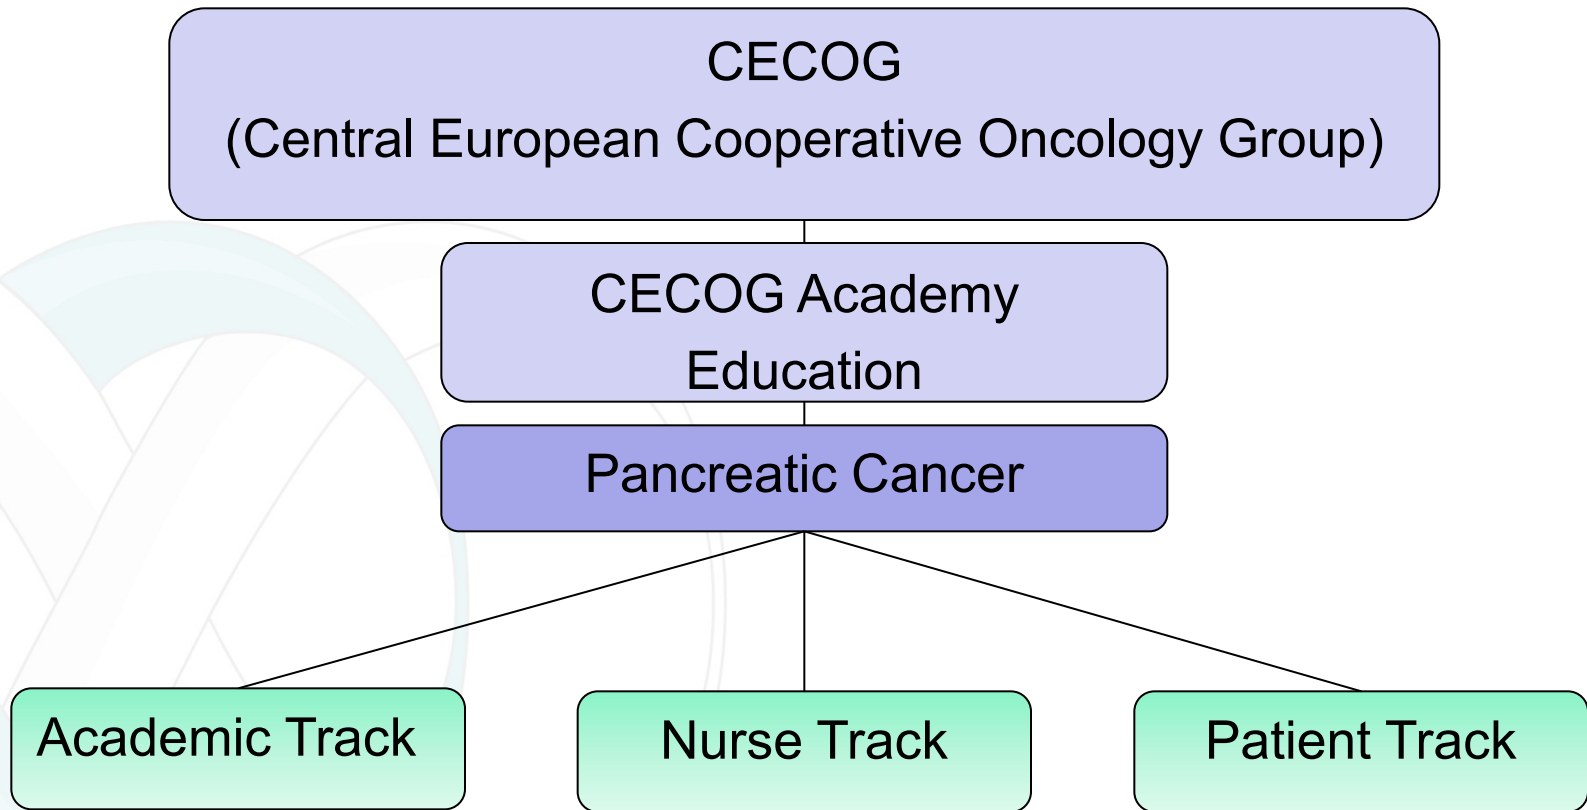 CECOG
(Central European Cooperative Oncology Group)
CECOG Academy
Education
Pancreatic Cancer
Academic Track
Nurse Track
Patient Track